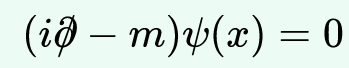 (i∂̸ − m)ψ(x) = 0